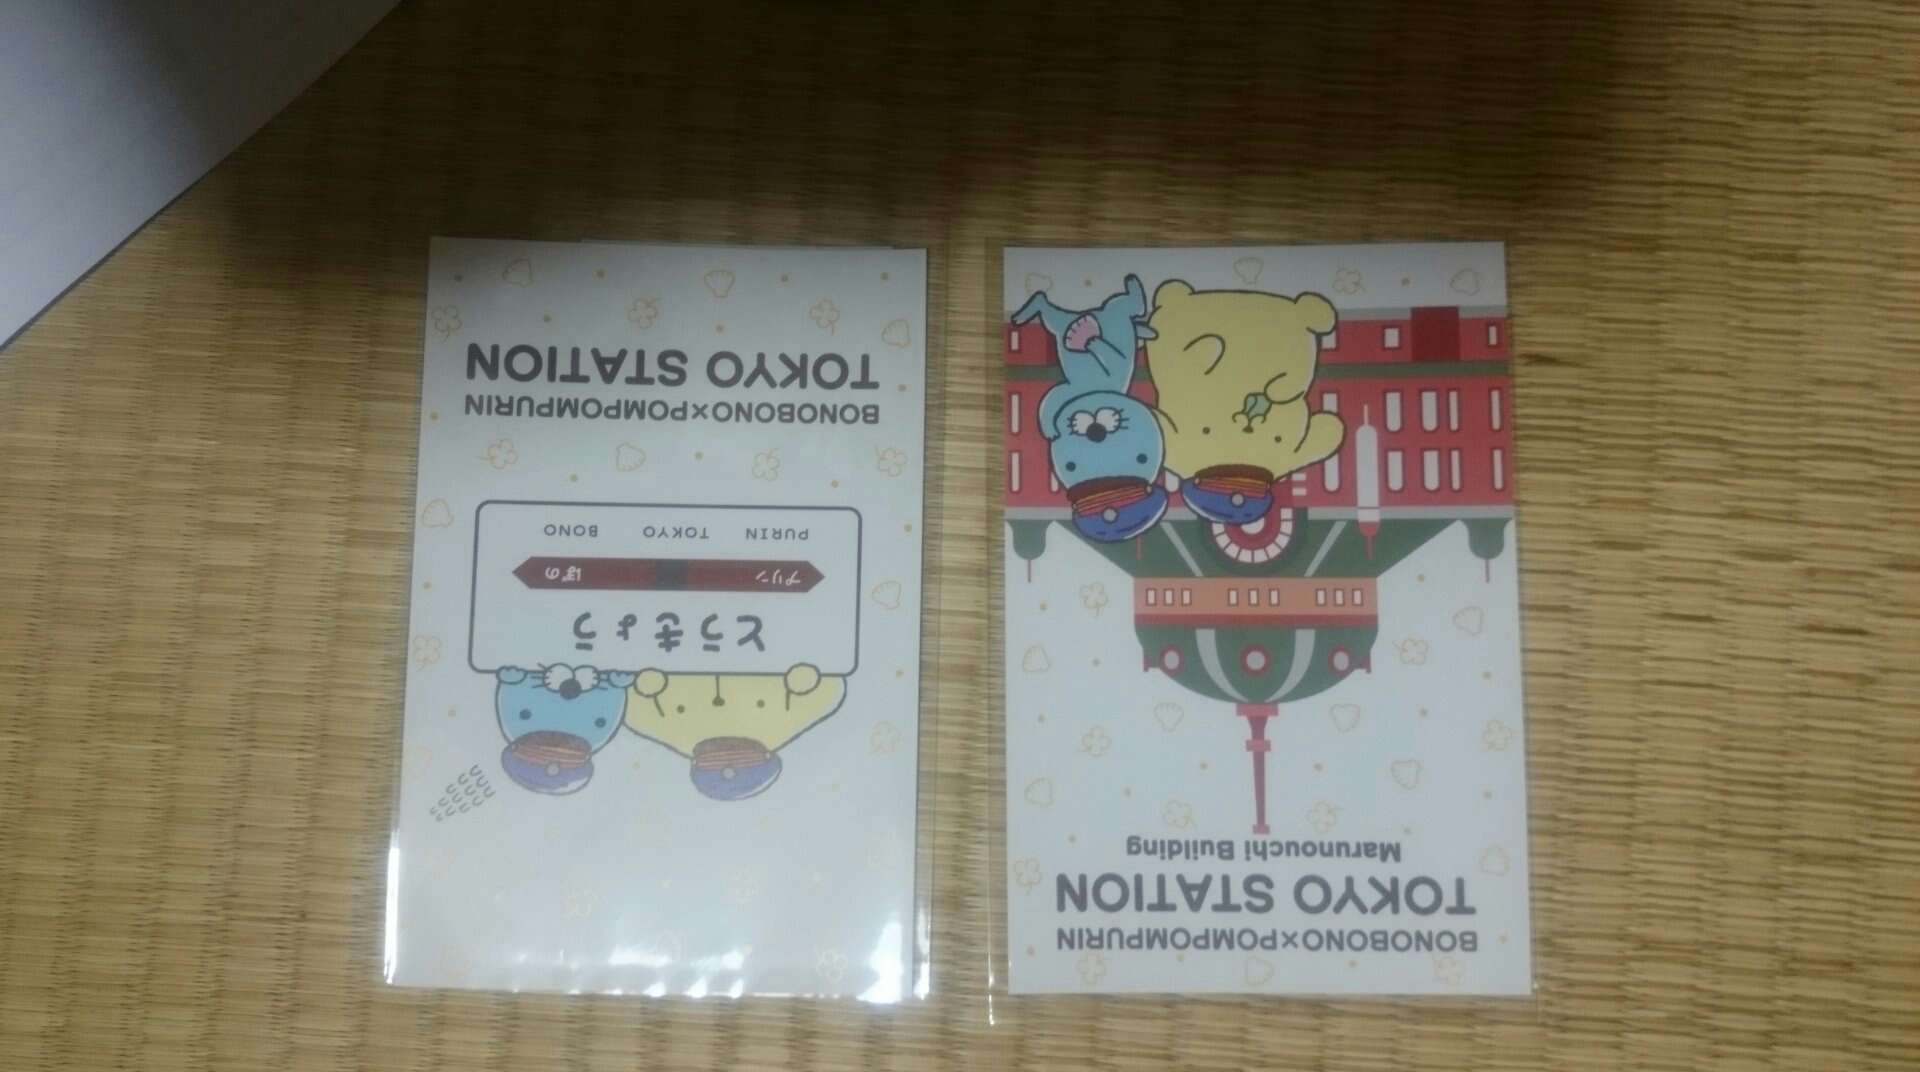 とうきょう
プリン ぼの
PURIN TOKYO BONO
BONOBONO×POMPOMPURIN
TOKYO STATION
BONOBONO×POMPOMPURIN
TOKYO STATION
Marunouchi Building